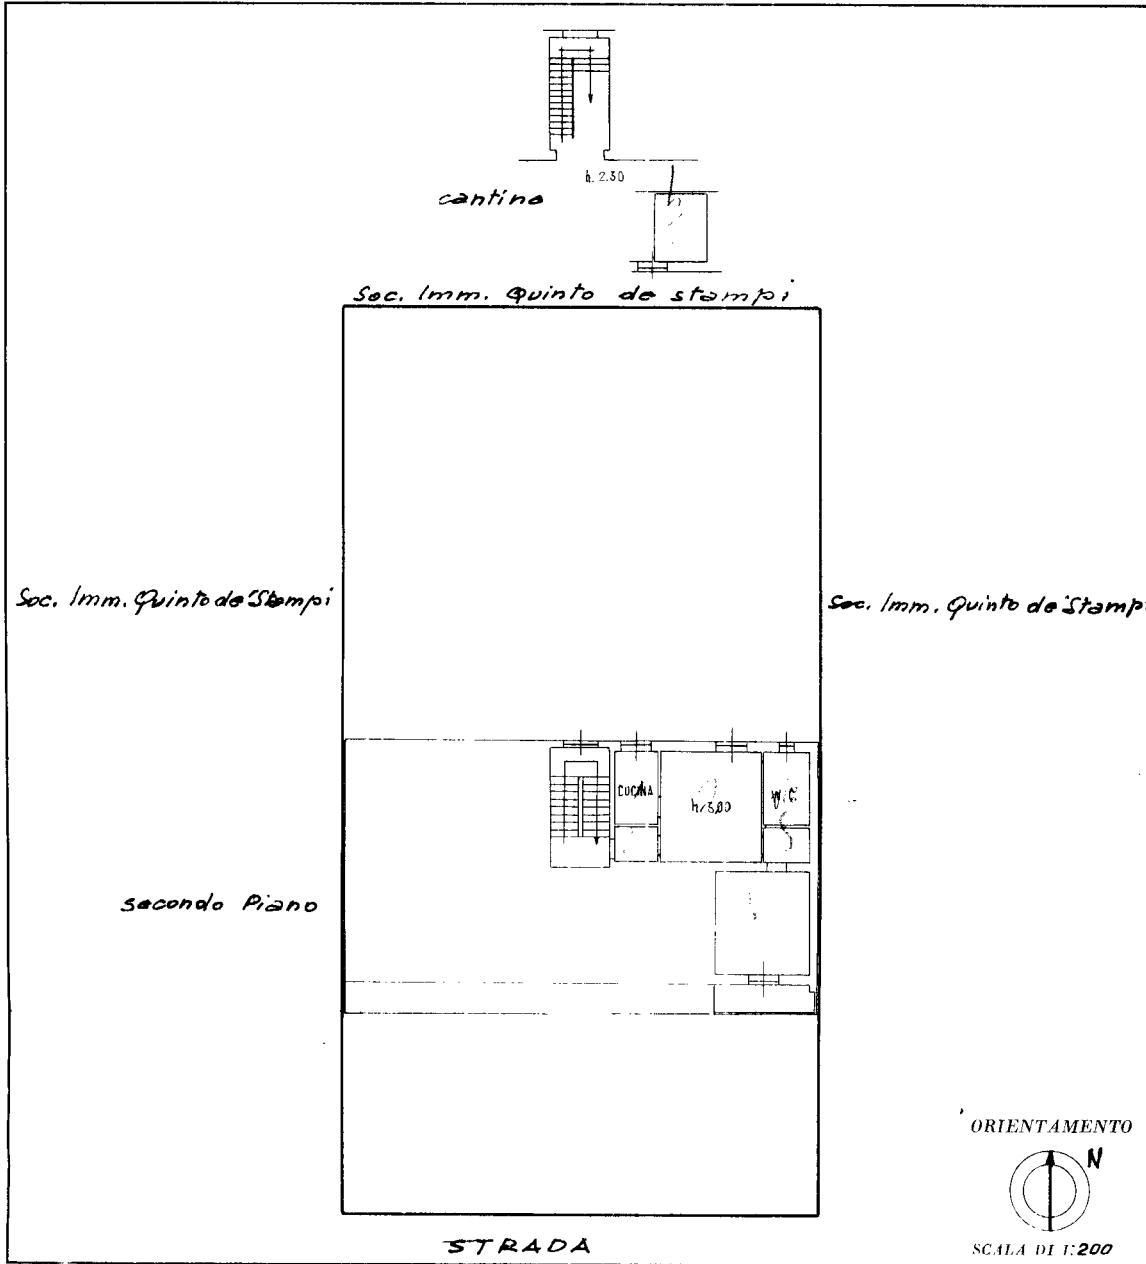 h. 2.30
cantina
Soc. Imm. Quinto de stampi
Soc. Imm. Quinto de' Stampi
Soc. Imm. Quinto de' Stampi
CUCINA
h/3,00
W.C.
secondo Piano
ORIENTAMENTO
N
SCALA DI 1:200
STRADA